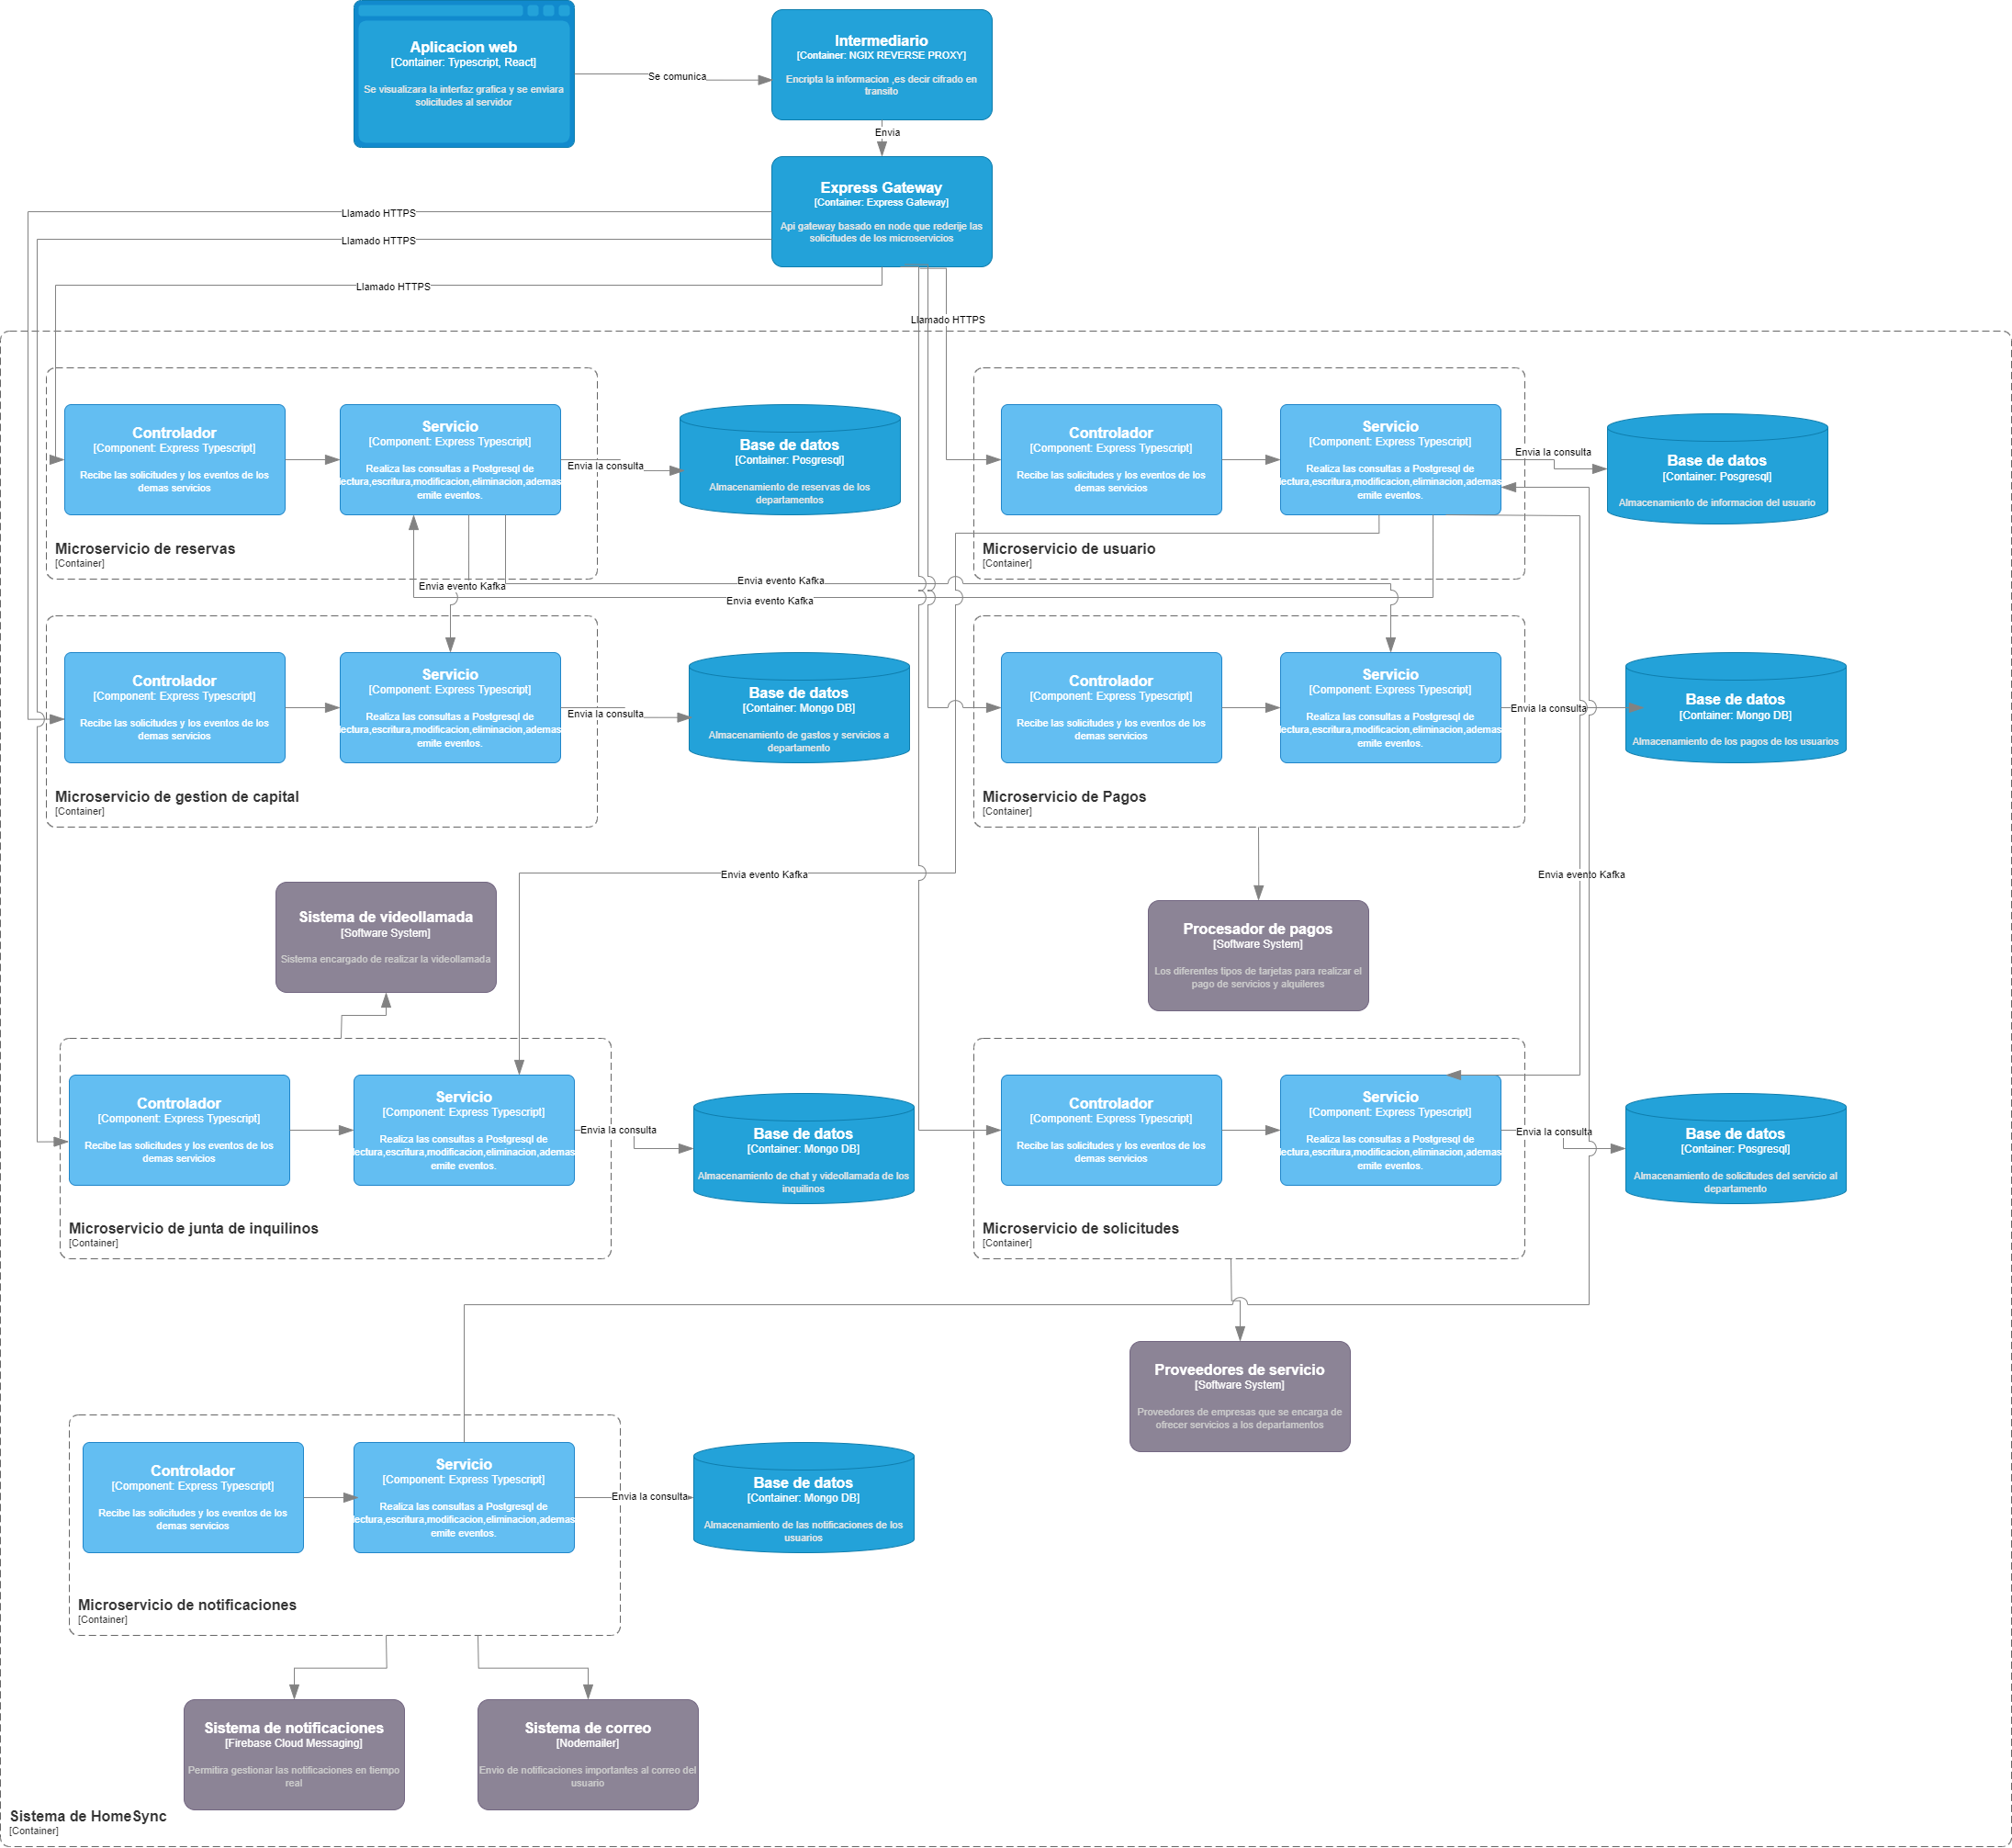 Aplicacion web
[Container: Typescript, React]
Se visualizara la interfaz grafica y se enviara
solicitudes al servidor
Se comunica
Intermediario
[Container: NGIX REVERSE PROXY]
Encripta la informacion ,es decir cifrado en
transito
Envia
Express Gateway
[Container: Express Gateway]
Api gateway basado en node que rederije las
solicitudes de los microservicios
Llamado HTTPS
Llamado HTTPS
Llamado HTTPS
Llamado HTTPS
Controlador
[Component: Express Typescript]
Recibe las solicitudes y los eventos de los
demas servicios
Servicio
[Component: Express Typescript]
Realiza las consultas a Postgresql de
lectura,escritura,modificacion,eliminacion,ademas
emite eventos.
Envia la consulta
Base de datos
[Container: Posgresql]
Almacenamiento de reservas de los
departamentos
Microservicio de reservas
[Container]
Controlador
[Component: Express Typescript]
Recibe las solicitudes y los eventos de los
demas servicios
Servicio
[Component: Express Typescript]
Realiza las consultas a Postgresql de
lectura,escritura,modificacion,eliminacion,ademas
emite eventos.
Envia la consulta
Base de datos
[Container: Posgresql]
Almacenamiento de informacion del usuario
Microservicio de usuario
[Container]
Envia evento Kafka
Envia evento Kafka
Envia evento Kafka
Controlador
[Component: Express Typescript]
Recibe las solicitudes y los eventos de los
demas servicios
Servicio
[Component: Express Typescript]
Realiza las consultas a Postgresql de
lectura,escritura,modificacion,eliminacion,ademas
emite eventos.
Envia la consulta
Base de datos
[Container: Mongo DB]
Almacenamiento de gastos y servicios a
departamento
Microservicio de gestion de capital
[Container]
Controlador
[Component: Express Typescript]
Recibe las solicitudes y los eventos de los
demas servicios
Servicio
[Component: Express Typescript]
Realiza las consultas a Postgresql de
lectura,escritura,modificacion,eliminacion,ademas
emite eventos.
Envia la consulta
Base de datos
[Container: Mongo DB]
Almacenamiento de los pagos de los usuarios
Microservicio de Pagos
[Container]
Envia evento Kafka
Envia evento Kafka
Sistema de videollamada
[Software System]
Sistema encargado de realizar la videollamada
Procesador de pagos
[Software System]
Los diferentes tipos de tarjetas para realizar el
pago de servicios y alquileres
Controlador
[Component: Express Typescript]
Recibe las solicitudes y los eventos de los
demas servicios
Servicio
[Component: Express Typescript]
Realiza las consultas a Postgresql de
lectura,escritura,modificacion,eliminacion,ademas
emite eventos.
Envia la consulta
Base de datos
[Container: Mongo DB]
Almacenamiento de chat y videollamada de los
inquilinos
Microservicio de junta de inquilinos
[Container]
Controlador
[Component: Express Typescript]
Recibe las solicitudes y los eventos de los
demas servicios
Servicio
[Component: Express Typescript]
Realiza las consultas a Postgresql de
lectura,escritura,modificacion,eliminacion,ademas
emite eventos.
Envia la consulta
Base de datos
[Container: Posgresql]
Almacenamiento de solicitudes del servicio al
departamento
Microservicio de solicitudes
[Container]
Proveedores de servicio
[Software System]
Proveedores de empresas que se encarga de
ofrecer servicios a los departamentos
Controlador
[Component: Express Typescript]
Recibe las solicitudes y los eventos de los
demas servicios
Servicio
[Component: Express Typescript]
Realiza las consultas a Postgresql de
lectura,escritura,modificacion,eliminacion,ademas
emite eventos.
Envia la consulta
Base de datos
[Container: Mongo DB]
Almacenamiento de las notificaciones de los
usuarios
Microservicio de notificaciones
[Container]
Sistema de notificaciones
[Firebase Cloud Messaging]
Permitira gestionar las notificaciones en tiempo
real
Sistema de correo
[Nodemailer]
Envio de notificaciones importantes al correo del
usuario
Sistema de HomeSync
[Container]